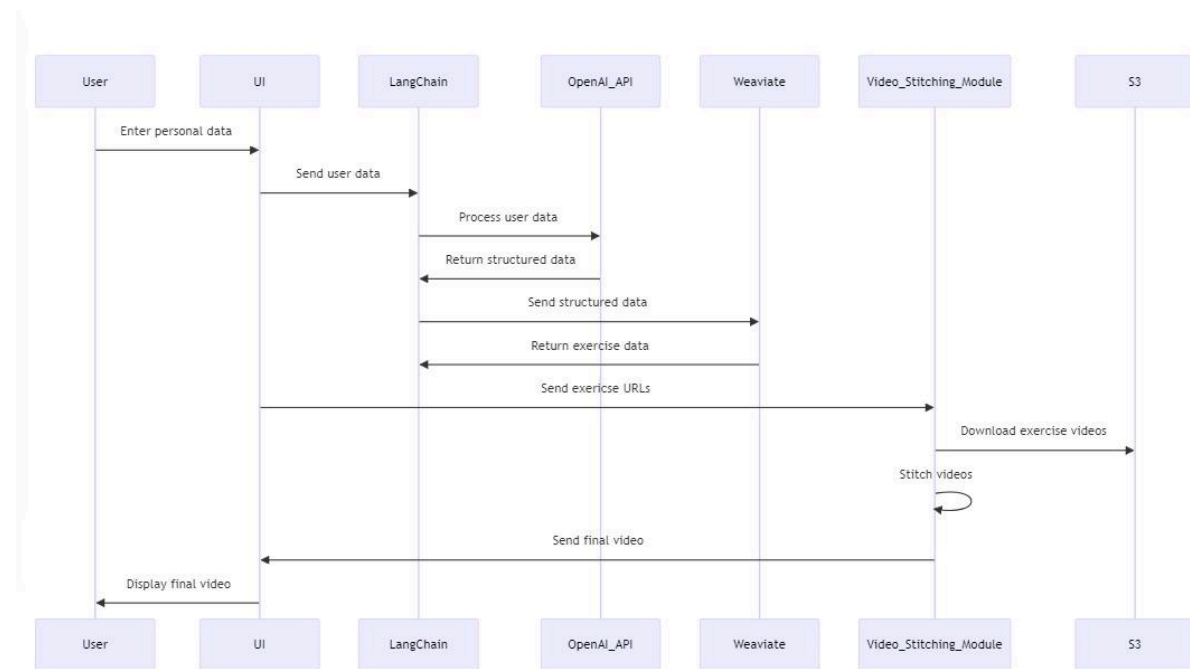 User UI LangChain OpenAI_API Weaviate Video_Stitching_Module S3
Enter personal data
Send user data
Process user data
Return structured data
Send structured data
Return exercise data
Send exericse URLs
Download exercise videos
Stitch videos
Send final video
Display final video
User UI LangChain OpenAI_API Weaviate Video_Stitching_Module S3